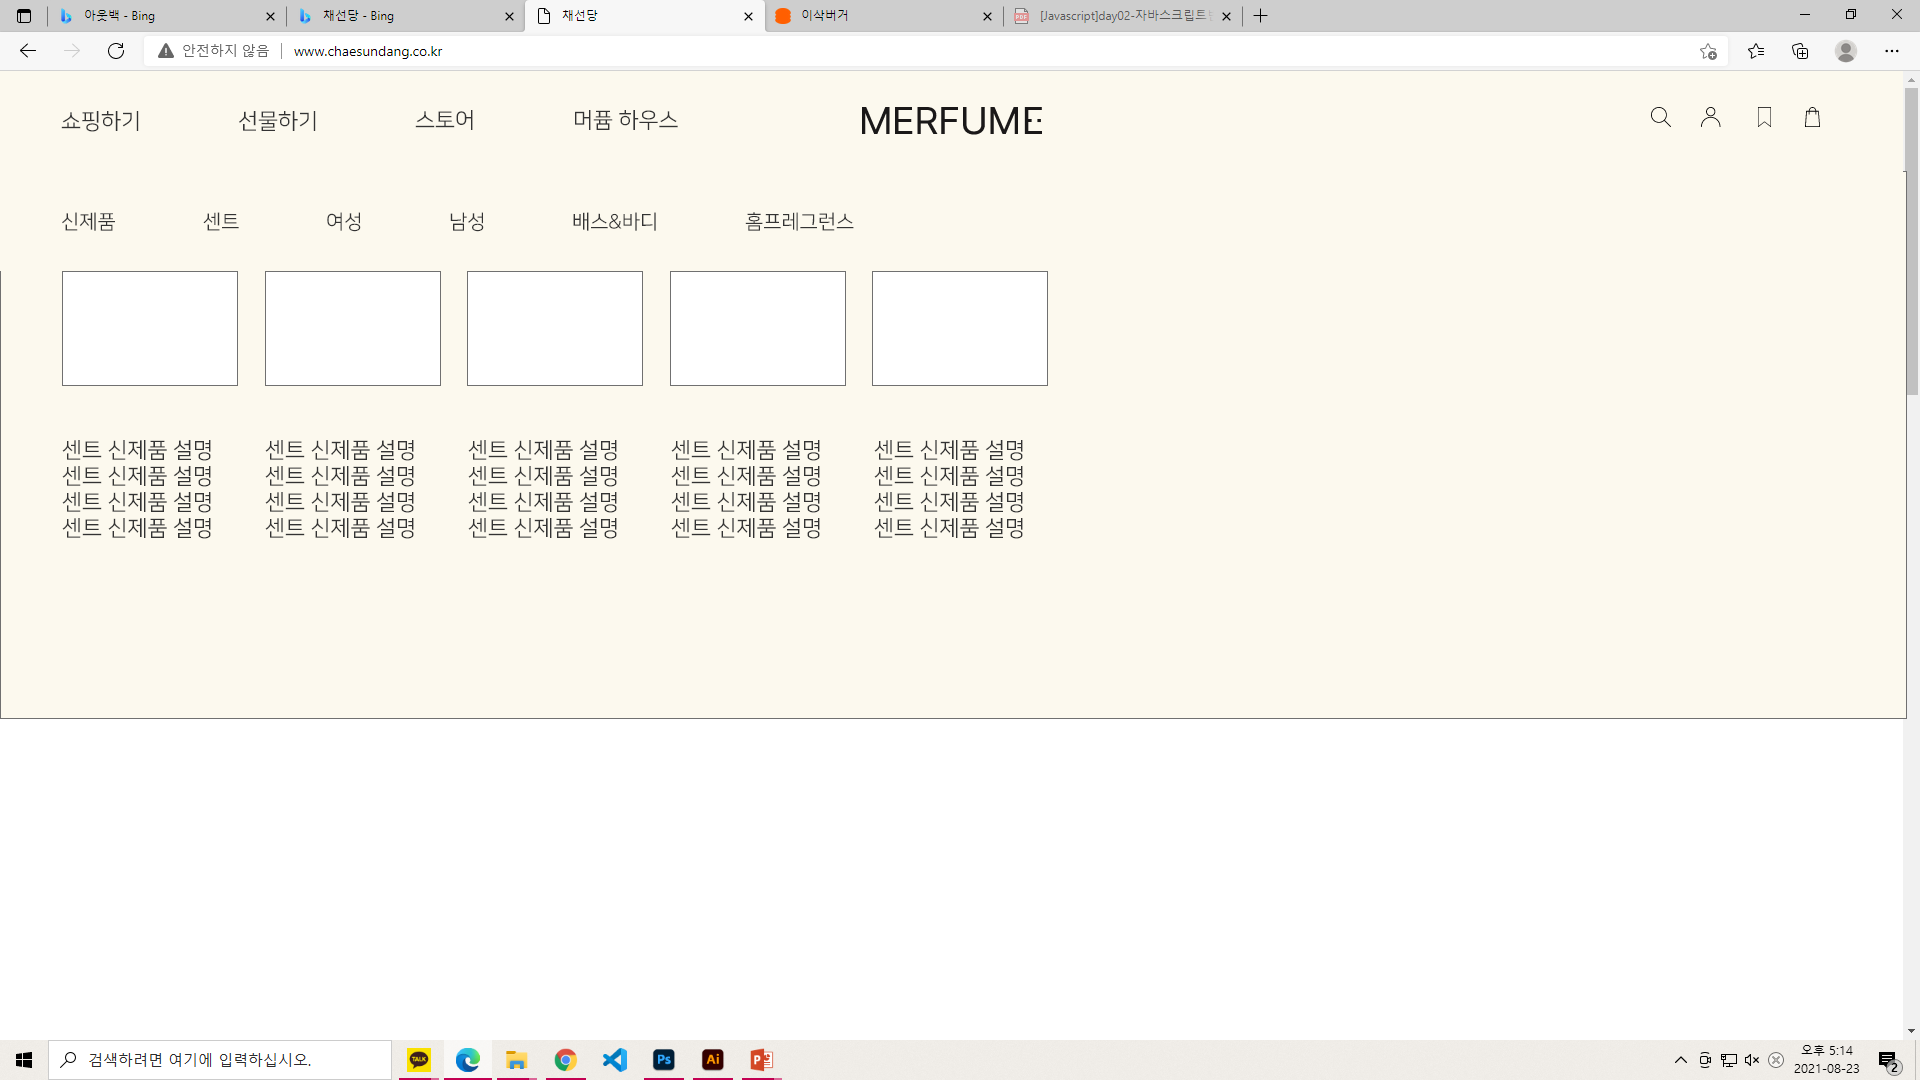 아웃백 - Bing
채선당 - Bing
채선당
이삭버거
[Javascript]day02-자바스크립트
안전하지 않음
www.chaesundang.co.kr
쇼핑하기 선물하기 스토어 머퓸 하우스 MERFUME
신제품 센트 여성 남성 배스&바디 홈프레그런스
센트 신제품 설명 센트 신제품 설명 센트 신제품 설명 센트 신제품 설명 센트 신제품 설명
센트 신제품 설명 센트 신제품 설명 센트 신제품 설명 센트 신제품 설명 센트 신제품 설명
센트 신제품 설명 센트 신제품 설명 센트 신제품 설명 센트 신제품 설명 센트 신제품 설명
센트 신제품 설명 센트 신제품 설명 센트 신제품 설명 센트 신제품 설명 센트 신제품 설명
검색하려면 여기에 입력하십시오.
TALK
Ps
Ai
P
오후 5:14
2021-08-23
2